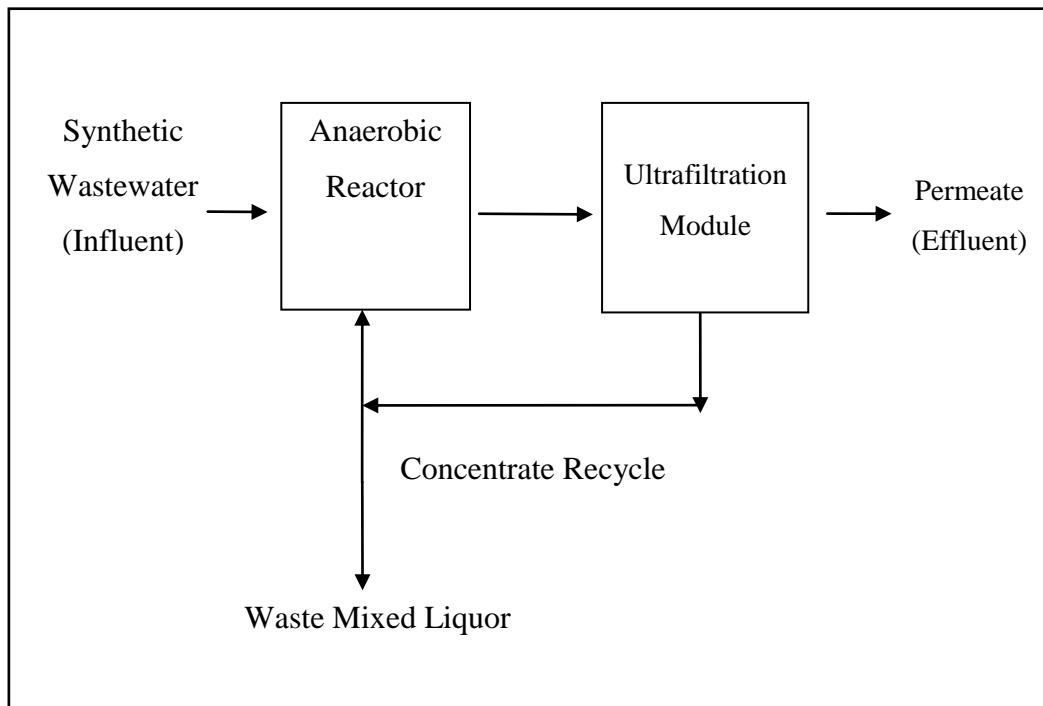 Synthetic
Wastewater
(Influent)
Anaerobic
Reactor
Ultrafiltration
Module
Permeate
(Effluent)
Concentrate Recycle
Waste Mixed Liquor